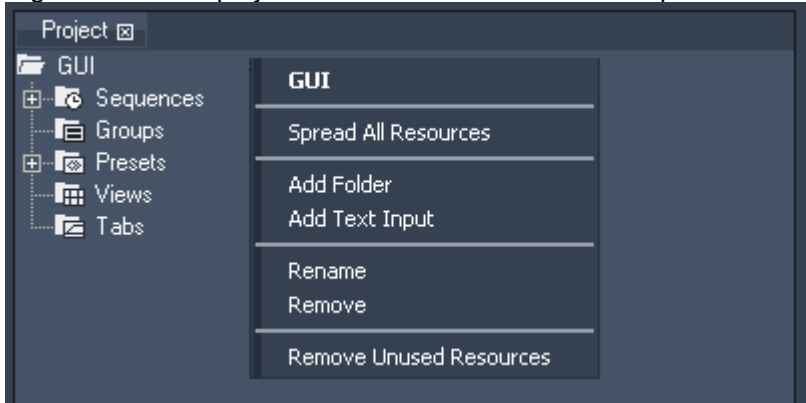 Project
GUI
Sequences
Groups
Presets
Views
Tabs
GUI
Spread All Resources
Add Folder
Add Text Input
Rename
Remove
Remove Unused Resources